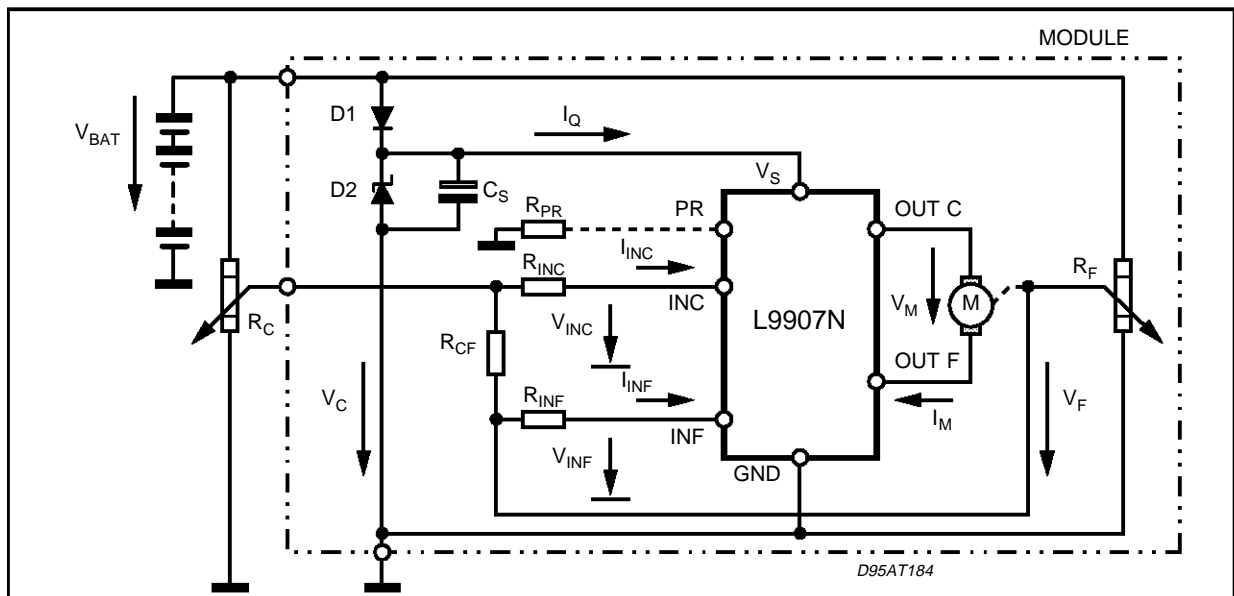 MODULE
D1
I_Q
V_BAT
V_S
D2
C_S
R_PR
PR
OUT C
I_INC
R_INC
R_F
INC
V_M
M
L9907N
R_C
V_INC
R_CF
OUT F
I_INF
V_C
R_INF
V_F
I_M
INF
V_INF
GND
D95AT184